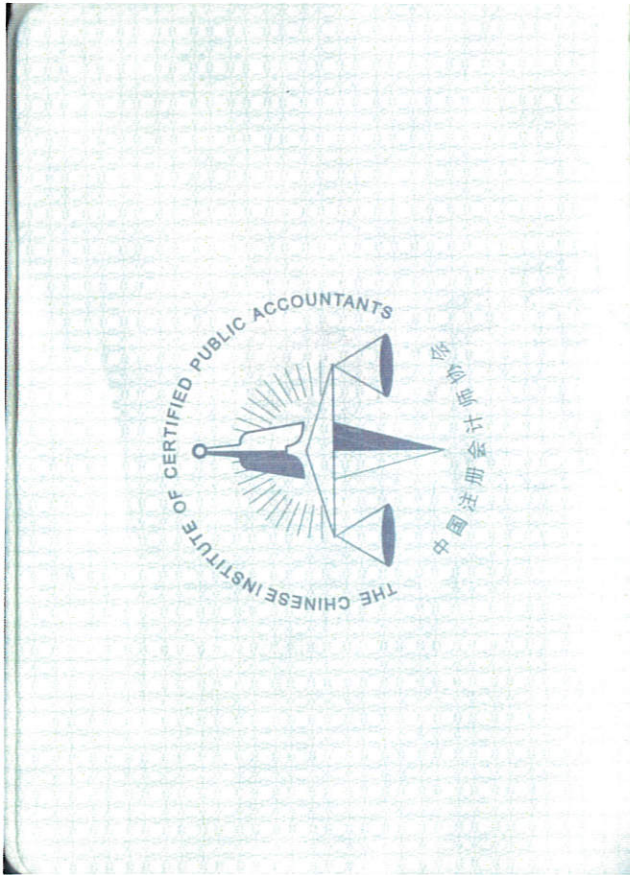 THE CHINESE INSTITUTE OF CERTIFIED PUBLIC ACCOUNTANTS
中国注册会计师协会